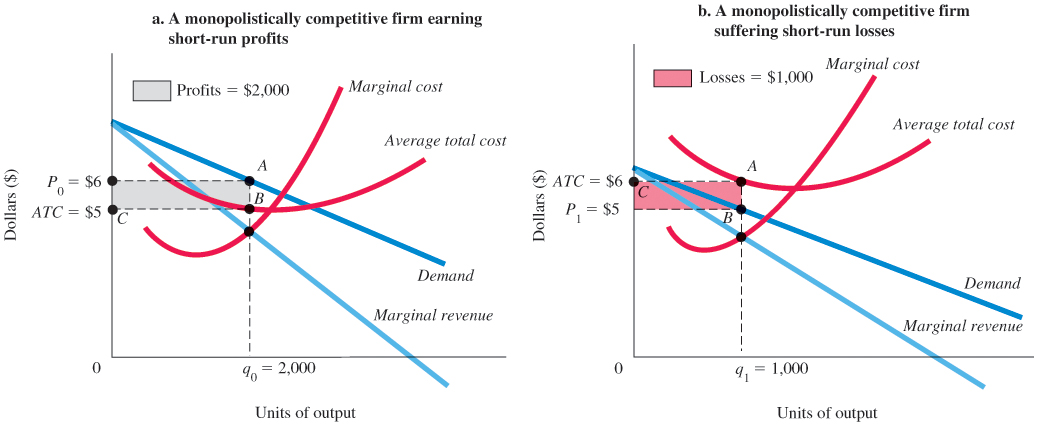 a. A monopolistically competitive firm earning
short-run profits
Profits = $2,000
Marginal cost
Average total cost
A
P0 = $6
B
ATC = $5
C
Dollars ($)
Demand
Marginal revenue
0
q0 = 2,000
Units of output
b. A monopolistically competitive firm
suffering short-run losses
Losses = $1,000
Marginal cost
Average total cost
A
ATC = $6
C
P1 = $5
B
Dollars ($)
Demand
Marginal revenue
0
q1 = 1,000
Units of output